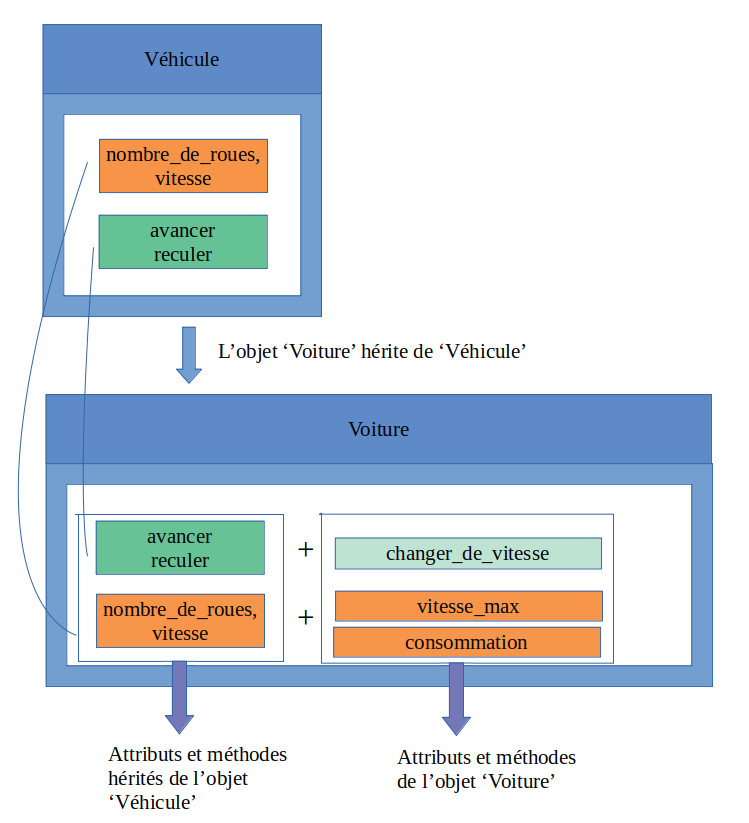 Véhicule
nombre_de_roues,
vitesse
avancer
reculer
L’objet ‘Voiture’ hérite de ‘Véhicule’
Voiture
avancer
reculer
nombre_de_roues,
vitesse
+
+
changer_de_vitesse
vitesse_max
consommation
Attributs et méthodes
hérités de l’objet
‘Véhicule’
Attributs et méthodes
de l’objet ‘Voiture’